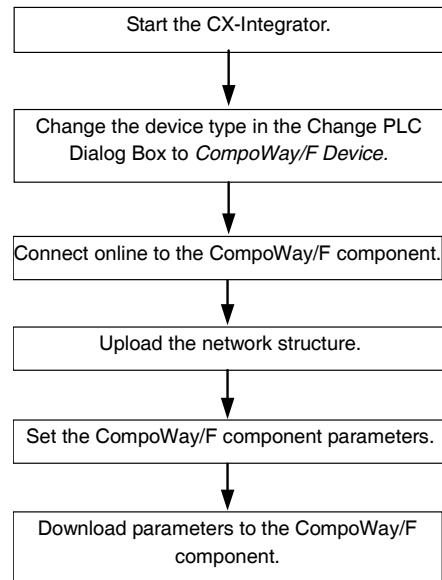 Start the CX-Integrator.
Change the device type in the Change PLC
Dialog Box to CompoWay/F Device.
Connect online to the CompoWay/F component.
Upload the network structure.
Set the CompoWay/F component parameters.
Download parameters to the CompoWay/F
component.